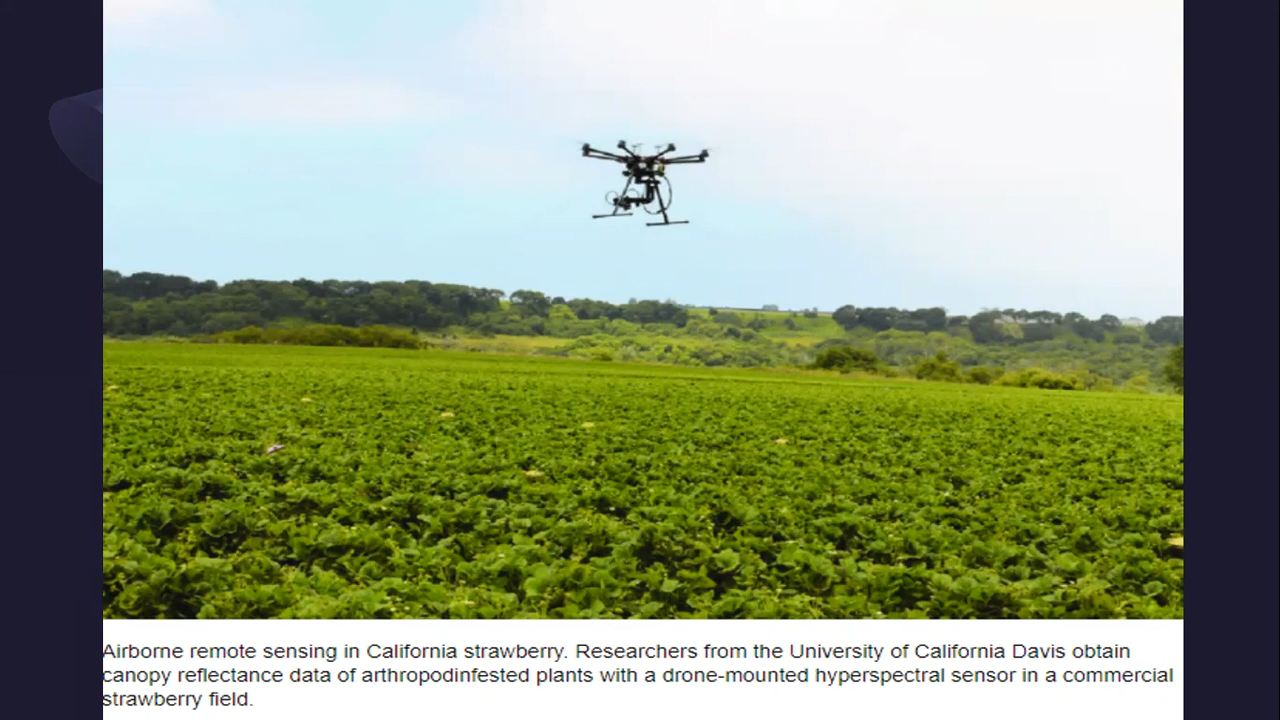 Airborne remote sensing in California strawberry. Researchers from the University of California Davis obtain
canopy reflectance data of arthropodinfested plants with a drone-mounted hyperspectral sensor in a commercial
strawberry field.